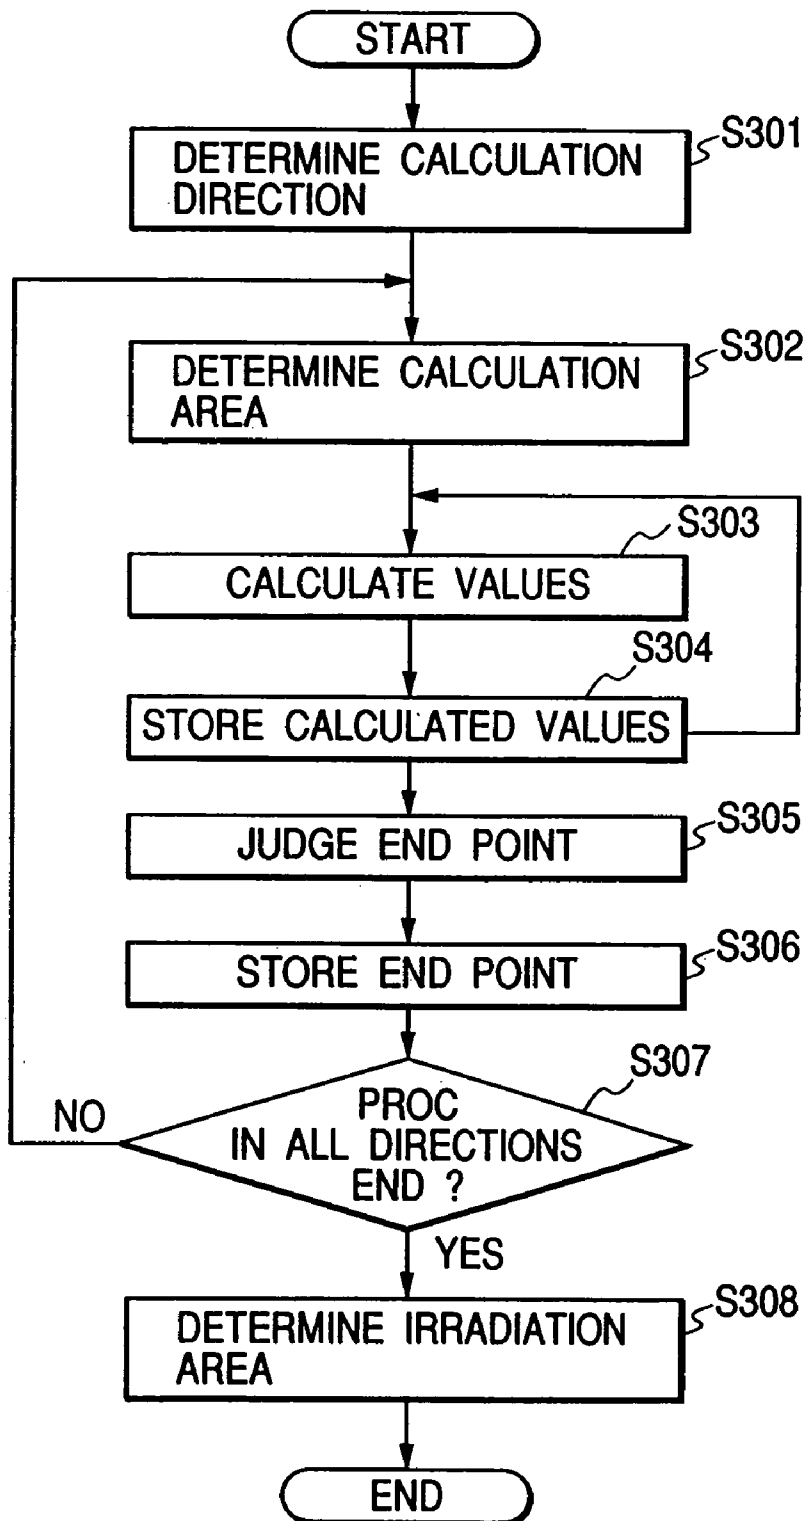 START
S301
DETERMINE CALCULATION
DIRECTION
S302
DETERMINE CALCULATION
AREA
S303
CALCULATE VALUES
S304
STORE CALCULATED VALUES
S305
JUDGE END POINT
S306
STORE END POINT
S307
PROC
IN ALL DIRECTIONS
END ?
NO
YES
S308
DETERMINE IRRADIATION
AREA
END